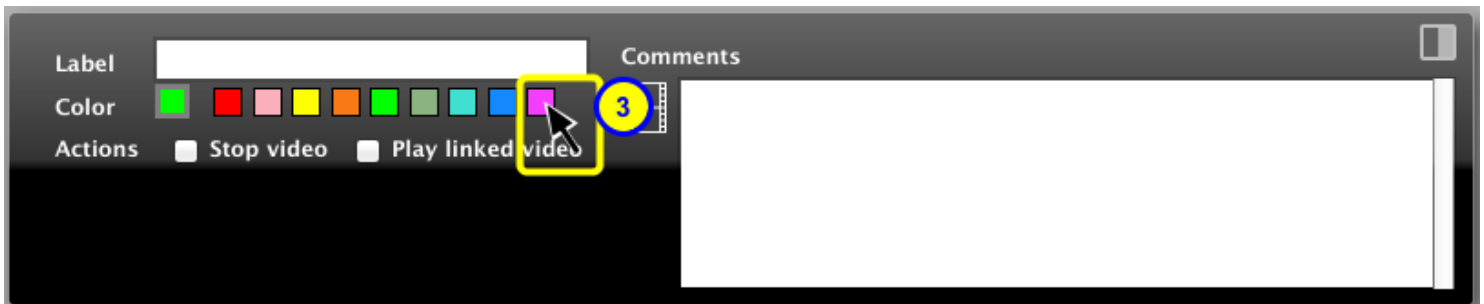 Label
Comments
Color
3
Actions
Stop video
Play linked video